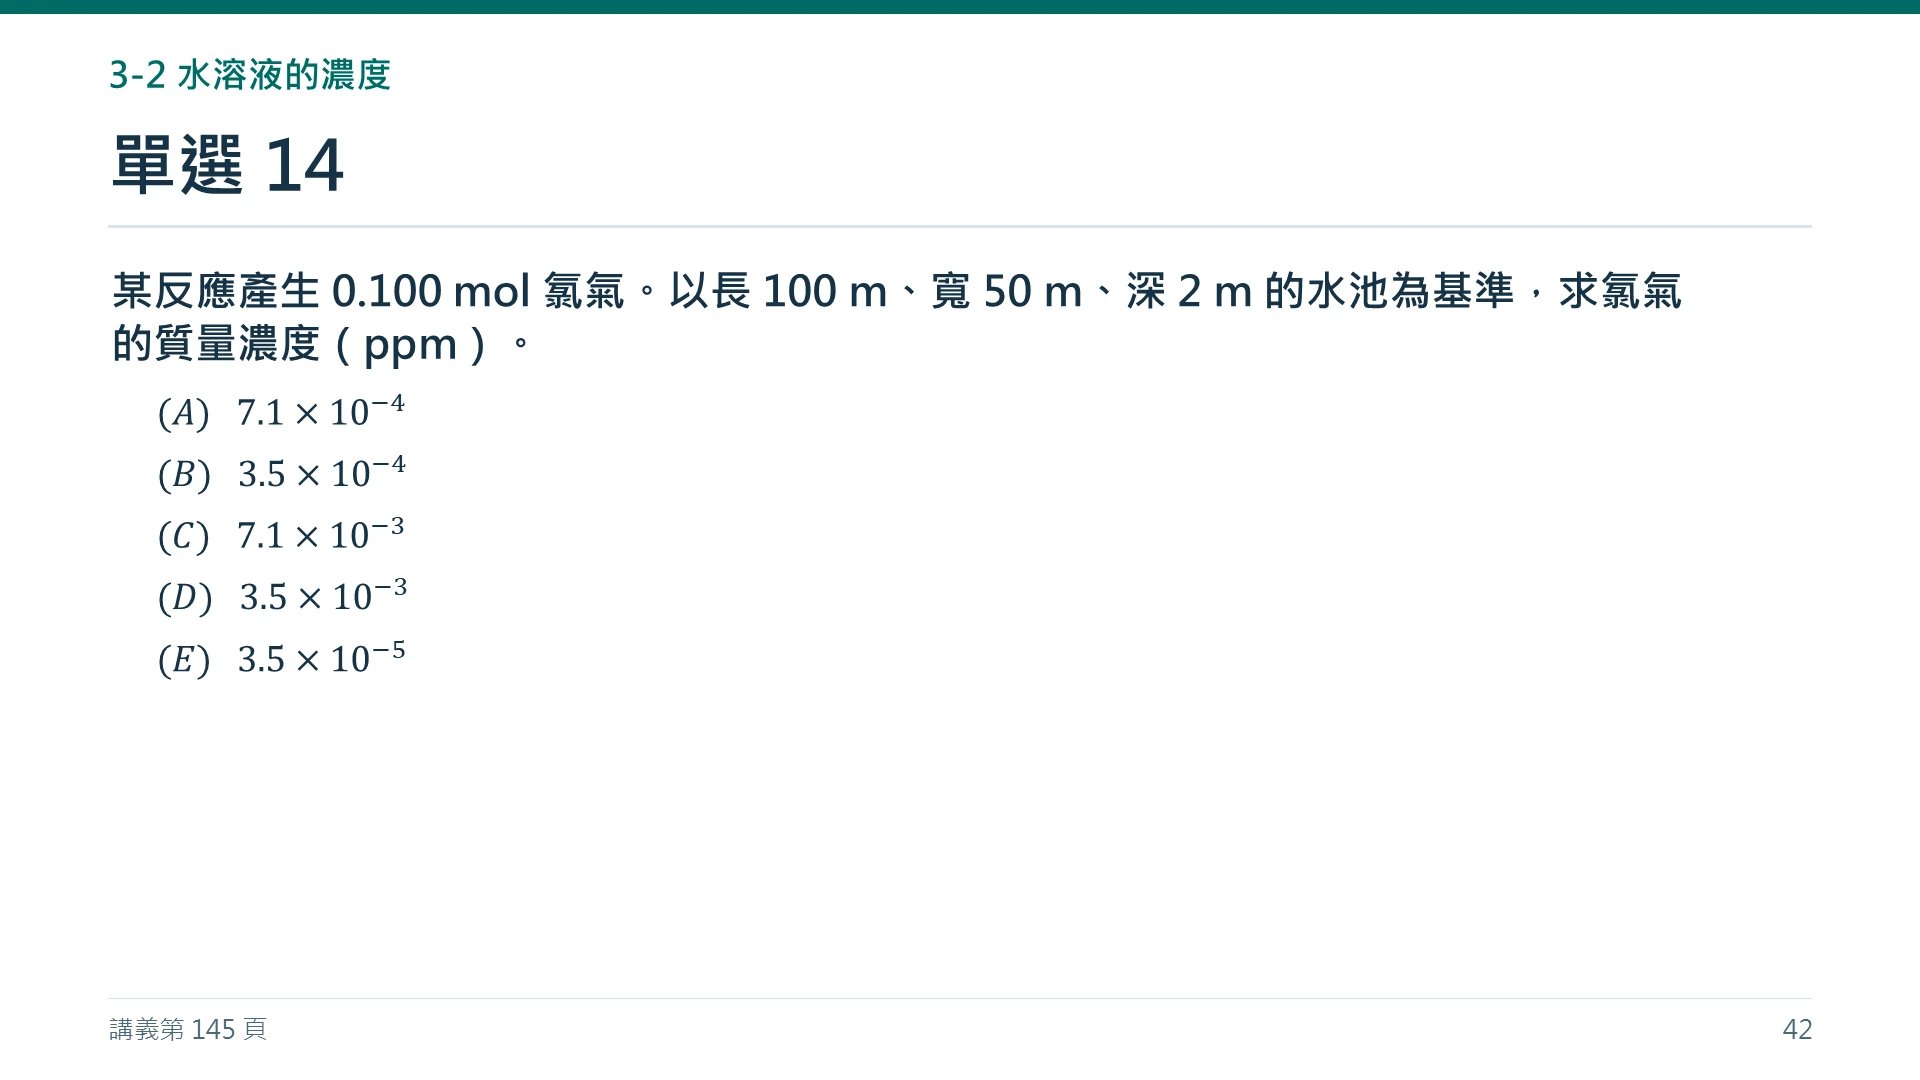 3-2 水溶液的濃度
單選 14
某反應產生 0.100 mol 氯氣。以長 100 m、寬 50 m、深 2 m 的水池為基準，求氯氣
的質量濃度（ppm）。
(A) 7.1 × 10⁻⁴
(B) 3.5 × 10⁻⁴
(C) 7.1 × 10⁻³
(D) 3.5 × 10⁻³
(E) 3.5 × 10⁻⁵
講義第 145 頁
42